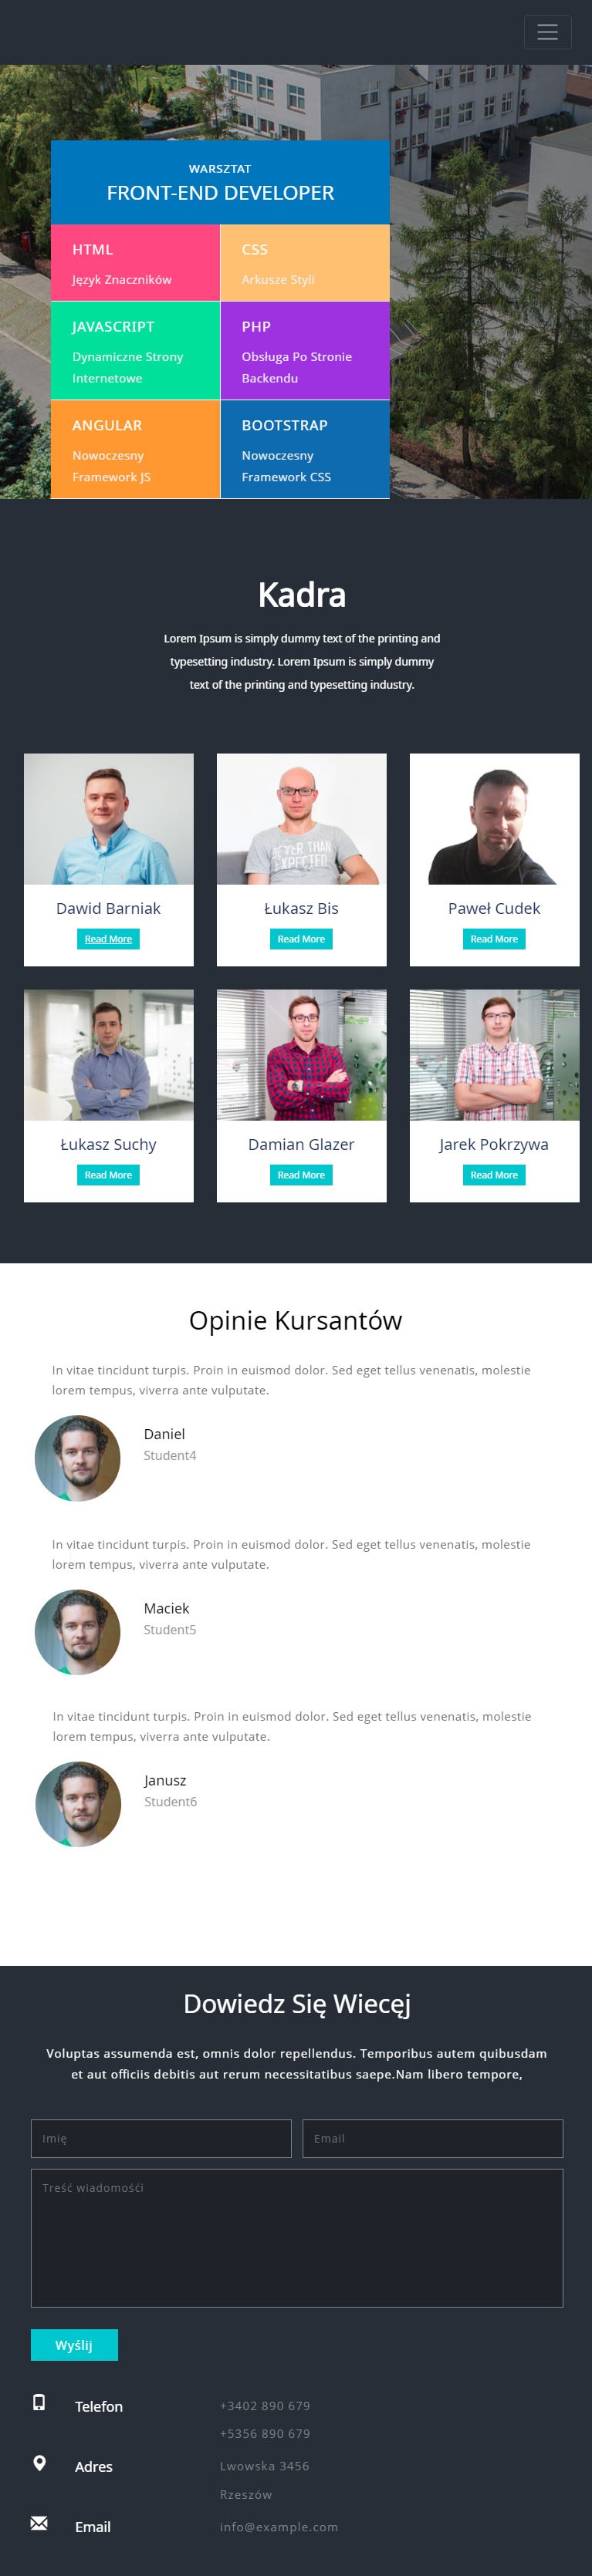 WARSZTAT
FRONT-END DEVELOPER
HTML
Język Znaczników
CSS
Arkusze Styli
JAVASCRIPT
Dynamiczne Strony
Internetowe
PHP
Obsługa Po Stronie
Backendu
ANGULAR
Nowoczesny
Framework JS
BOOTSTRAP
Nowoczesny
Framework CSS
Kadra
Lorem Ipsum is simply dummy text of the printing and
typesetting industry. Lorem Ipsum is simply dummy
text of the printing and typesetting industry.
THAN
EXPECTED
Dawid Barniak
Read More
Łukasz Bis
Read More
Paweł Cudek
Read More
Łukasz Suchy
Read More
Damian Glazer
Read More
Jarek Pokrzywa
Read More
Opinie Kursantów
In vitae tincidunt turpis. Proin in euismod dolor. Sed eget tellus venenatis, molestie
lorem tempus, viverra ante vulputate.
Daniel
Student4
In vitae tincidunt turpis. Proin in euismod dolor. Sed eget tellus venenatis, molestie
lorem tempus, viverra ante vulputate.
Maciek
Student5
In vitae tincidunt turpis. Proin in euismod dolor. Sed eget tellus venenatis, molestie
lorem tempus, viverra ante vulputate.
Janusz
Student6
Dowiedz Się Wiecęj
Voluptas assumenda est, omnis dolor repellendus. Temporibus autem quibusdam
et aut officiis debitis aut rerum necessitatibus saepe.Nam libero tempore,
Imię
Email
Treść wiadomośći
Wyślij
Telefon
+3402 890 679
+5356 890 679
Adres
Lwowska 3456
Rzeszów
Email
info@example.com